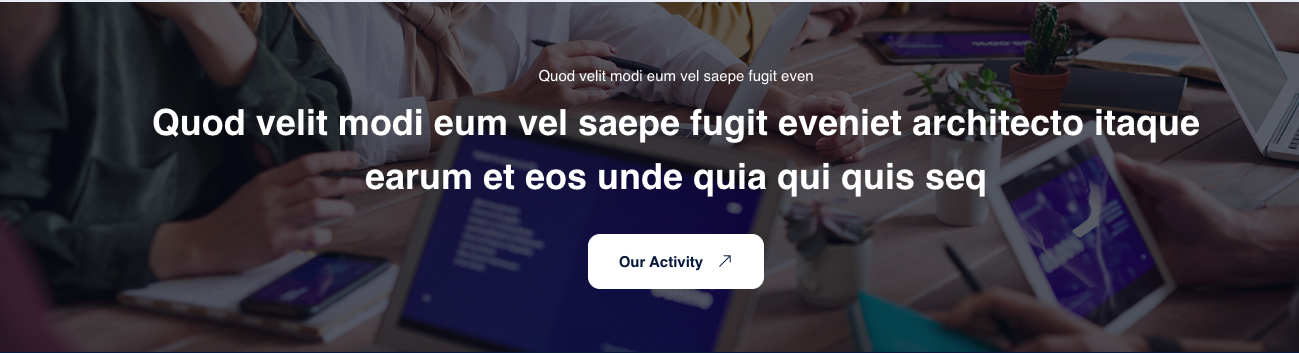 Quod velit modi eum vel saepe fugit even
Quod velit modi eum vel saepe fugit eveniet architecto itaque
earum et eos unde quia qui quis seq
Our Activity